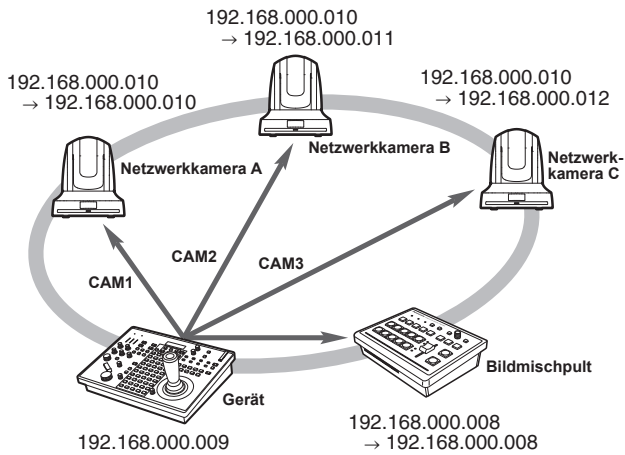 192.168.000.010
→ 192.168.000.011
192.168.000.010
→ 192.168.000.010
192.168.000.010
→ 192.168.000.012
Netzwerkkamera A
Netzwerkkamera B
Netzwerk-
kamera C
CAM1
CAM2
CAM3
Gerät
Bildmischpult
192.168.000.009
192.168.000.008
→ 192.168.000.008